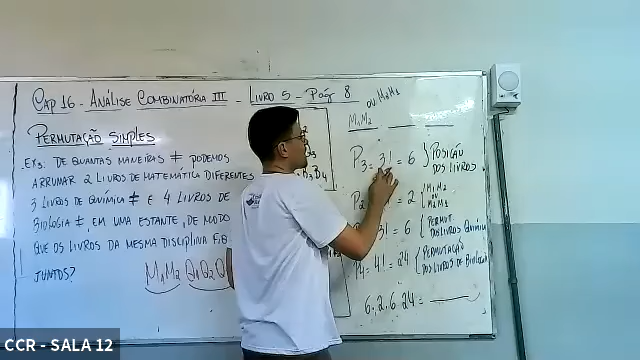 CAP 16 - ANÁLISE COMBINATÓRIA III - LIVRO 5 - PÁG 8
PERMUTAÇÃO SIMPLES
EX3: DE QUANTAS MANEIRAS ≠ PODEMOS
ARRUMAR 2 LIVROS DE MATEMÁTICA DIFERENTES
3 LIVROS DE QUÍMICA ≠ E 4 LIVROS DE
BIOLOGIA ≠, EM UMA ESTANTE, DE MODO
QUE OS LIVROS DA MESMA DISCIPLINA
JUNTOS?
M₁M₂ Q₁Q₂Q
B₃B₄
M₁M₂ OU M₂M₁
P₃ = 3! = 6 } POSIÇÃO DOS LIVROS
= 2 { M₁M₂ OU M₂M₁
3! = 6 { PERMUT. DOS LIVROS QUÍMICA
P₄ = 4! = 24 { PERMUTAÇÃO DOS LIVROS DE BIOLOGIA
6.2.6.24 =
CCR - SALA 12